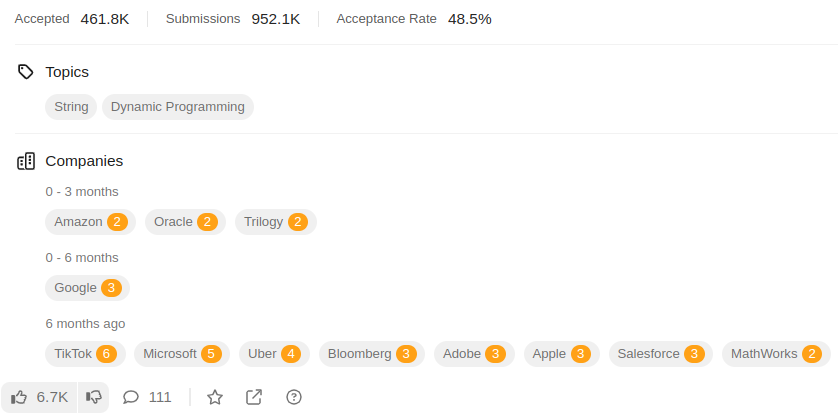 Accepted 461.8K Submissions 952.1K Acceptance Rate 48.5%
Topics
String Dynamic Programming
Companies
0 - 3 months
Amazon 2 Oracle 2 Trilogy 2
0 - 6 months
Google 3
6 months ago
TikTok 6 Microsoft 5 Uber 4 Bloomberg 3 Adobe 3 Apple 3 Salesforce 3 MathWorks 2
6.7K 111